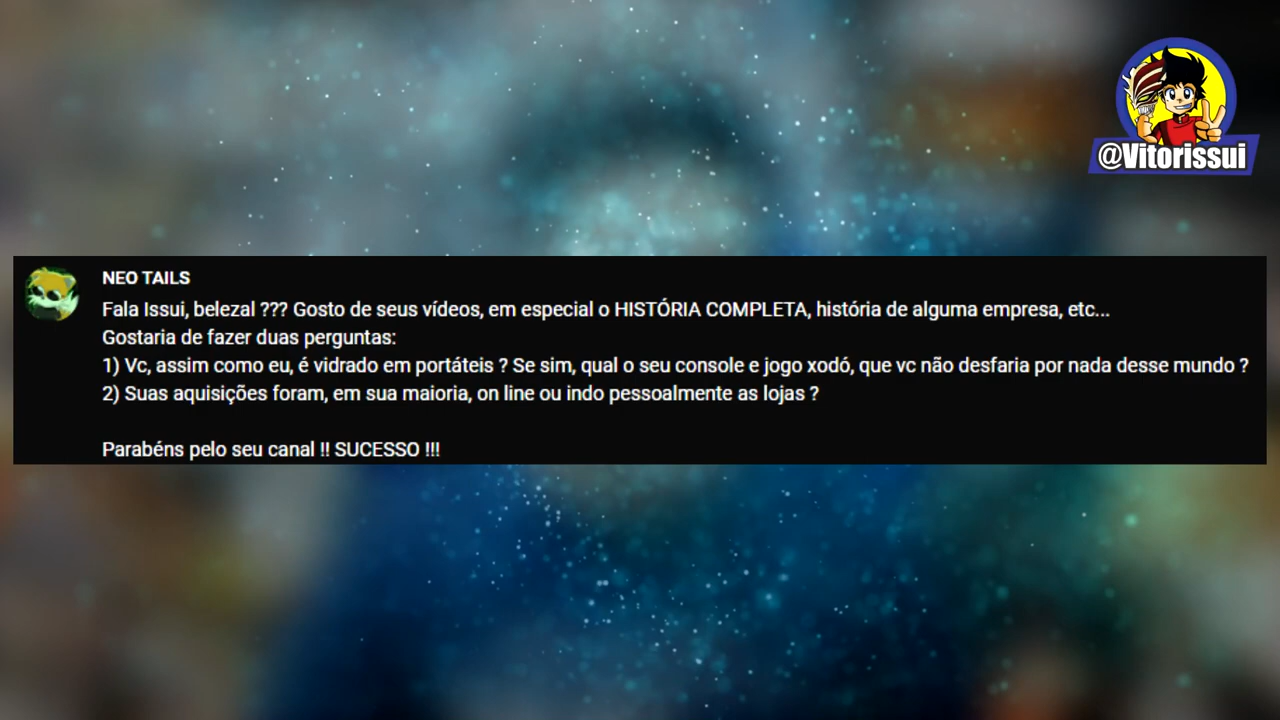 @Vitorissui
NEO TAILS
Fala Issui, belezal ??? Gosto de seus vídeos, em especial o HISTÓRIA COMPLETA, história de alguma empresa, etc...
Gostaria de fazer duas perguntas:
1) Vc, assim como eu, é vidrado em portáteis ? Se sim, qual o seu console e jogo xodó, que vc não desfaria por nada desse mundo ?
2) Suas aquisições foram, em sua maioria, on line ou indo pessoalmente as lojas ?
Parabéns pelo seu canal !! SUCESSO !!!